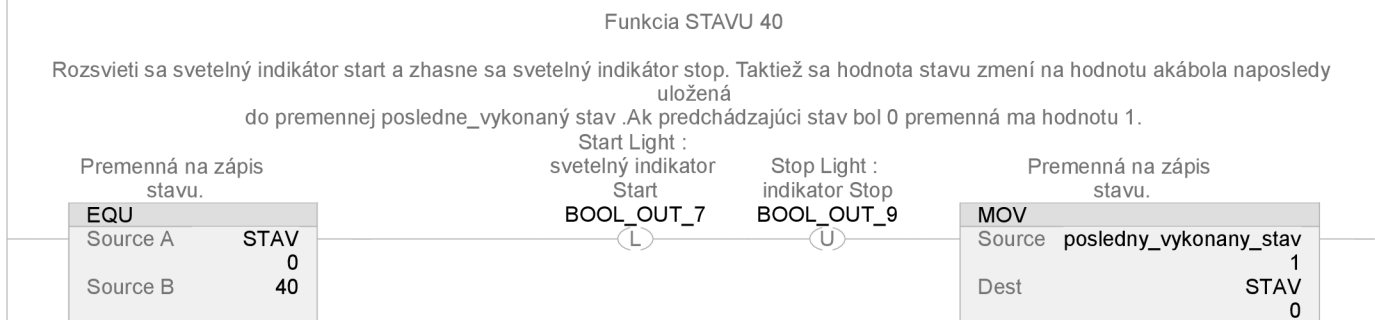 Funkcia STAVU 40
Rozsvieti sa svetelný indikátor start a zhasne sa svetelný indikátor stop. Taktiež sa hodnota stavu zmení na hodnotu akábola naposledy
uložená
do premennej posledne_vykonaný stav .Ak predchádzajúci stav bol 0 premenná ma hodnotu 1.
Premenná na zápis
stavu.
EQU
Source A STAV
0
Source B 40
Start Light :
svetelný indikator
Start
BOOL_OUT_7
L
Stop Light :
indikator Stop
BOOL_OUT_9
U
Premenná na zápis
stavu.
MOV
Source posledny_vykonany_stav
1
Dest STAV
0